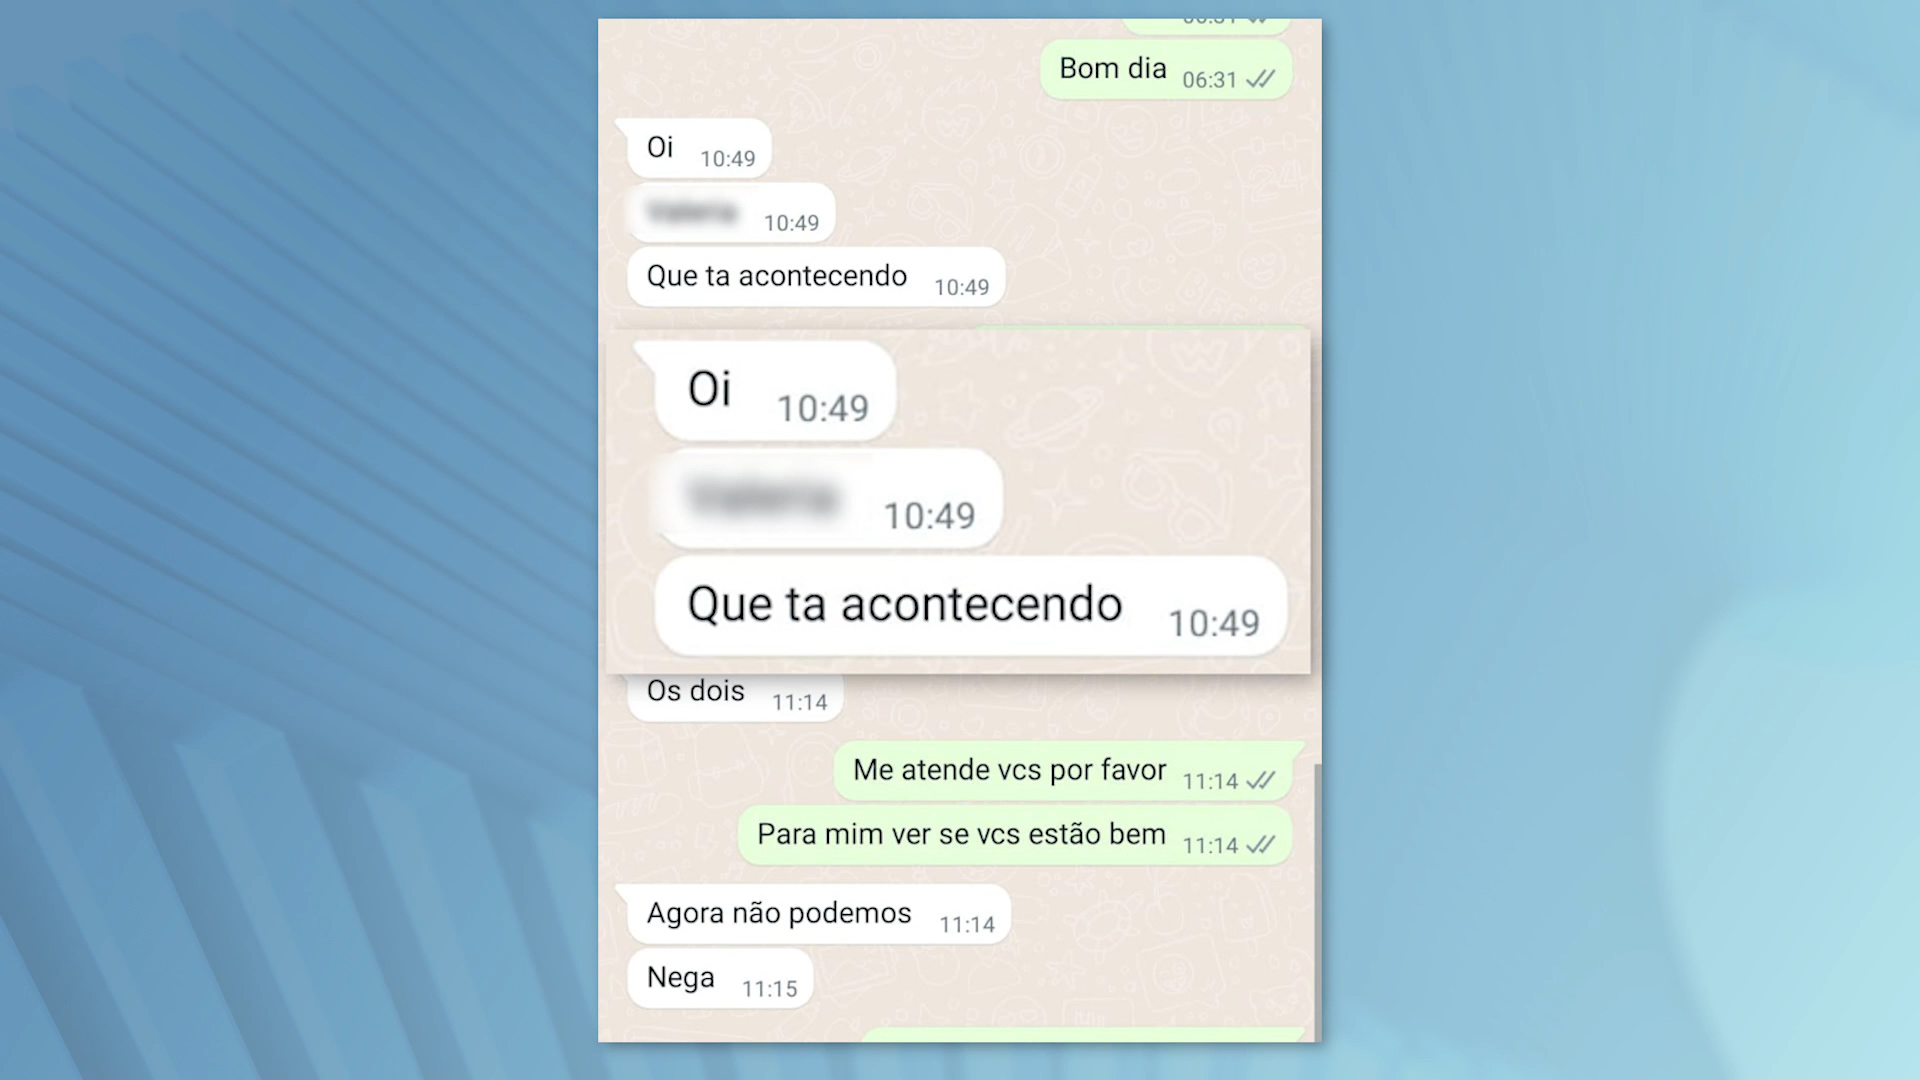 Bom dia 06:31
Oi 10:49
10:49
Que ta acontecendo 10:49
Oi 10:49
10:49
Que ta acontecendo 10:49
Os dois 11:14
Me atende vcs por favor 11:14
Para mim ver se vcs estão bem 11:14
Agora não podemos 11:14
Nega 11:15